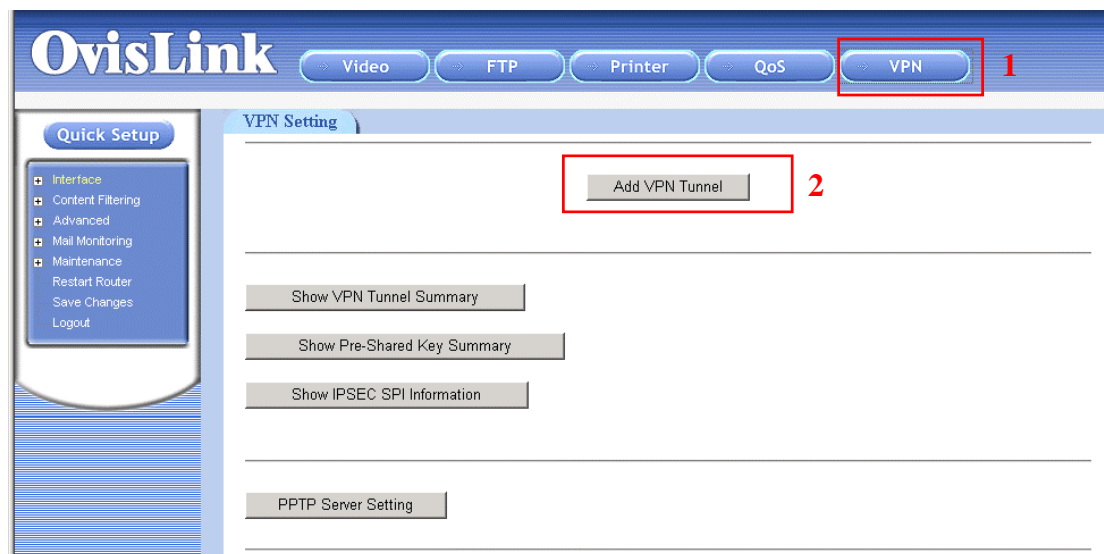 OvisLink
Video FTP Printer QoS VPN 1
Quick Setup
VPN Setting
Interface
Content Filtering
Advanced
Mail Monitoring
Maintenance
Restart Router
Save Changes
Logout
Add VPN Tunnel 2
Show VPN Tunnel Summary
Show Pre-Shared Key Summary
Show IPSEC SPI Information
PPTP Server Setting